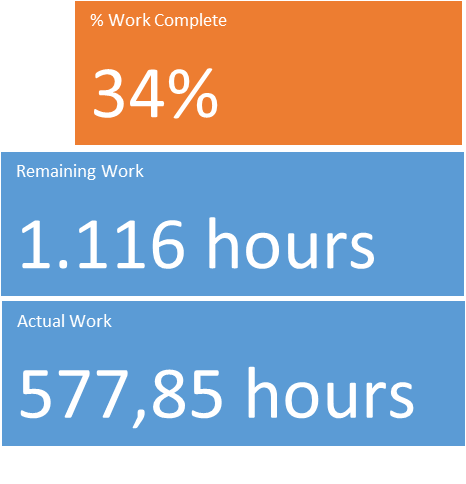 % Work Complete
34%
Remaining Work
1.116 hours
Actual Work
577,85 hours